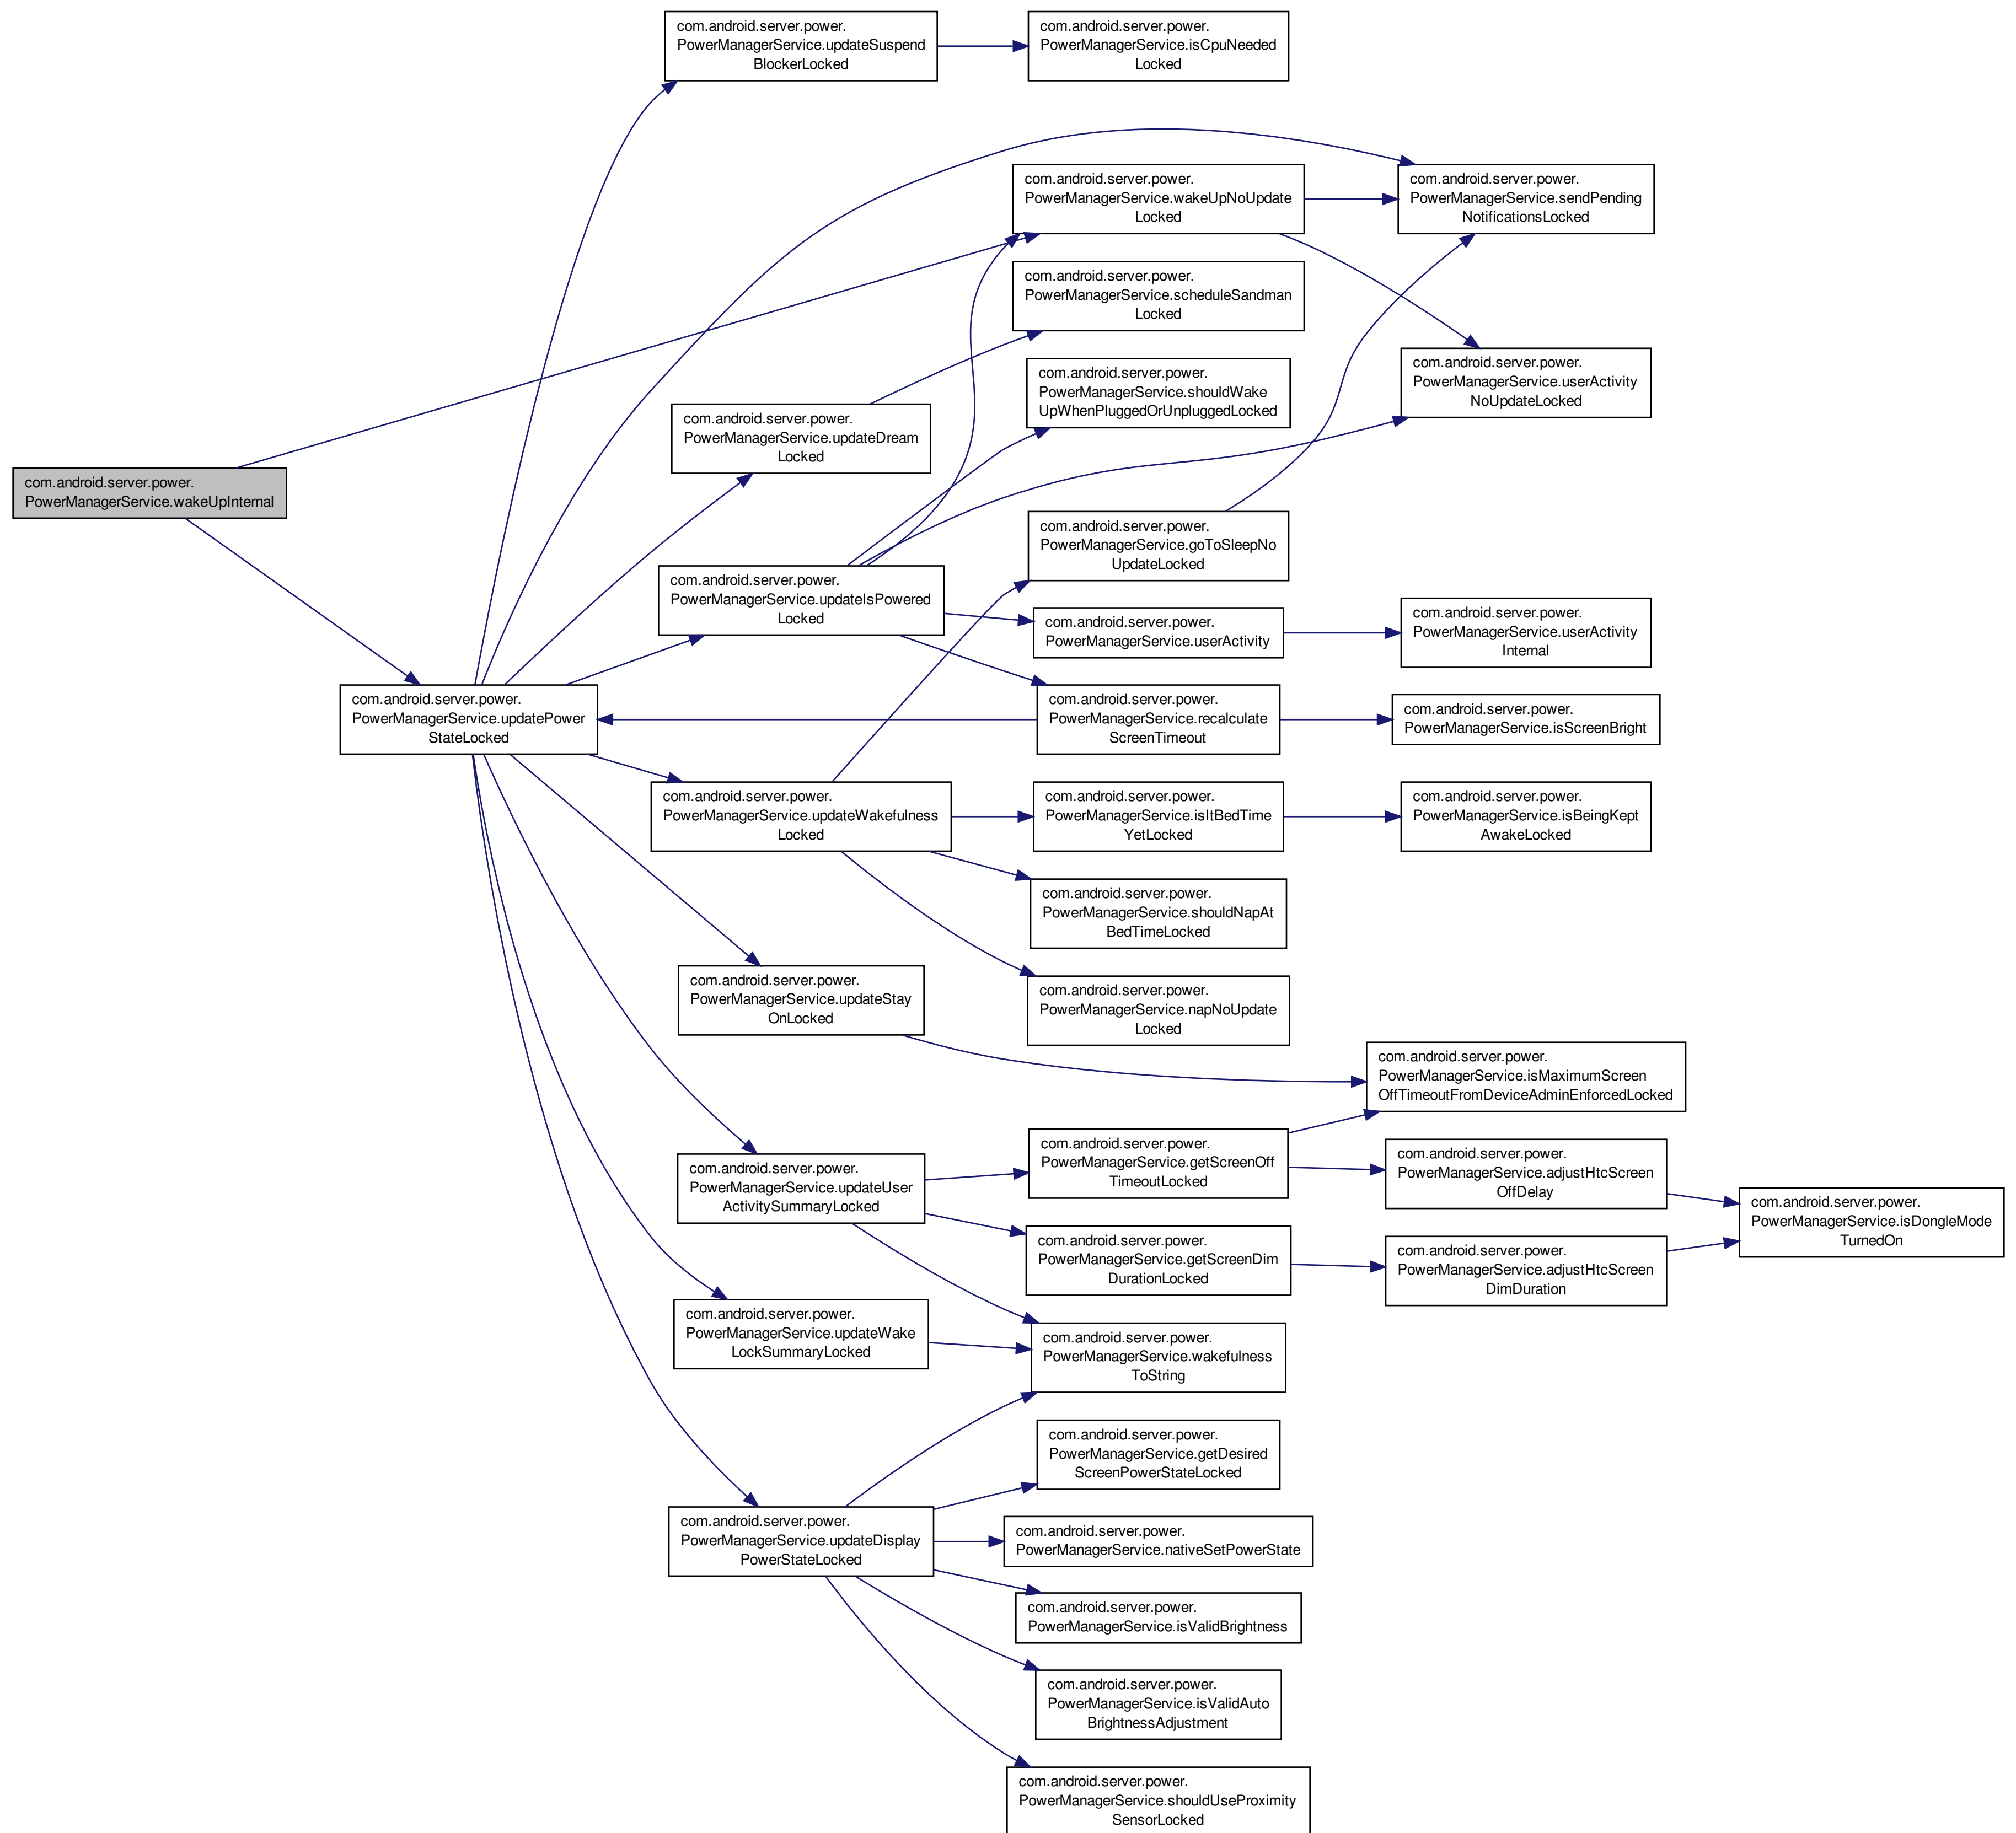 com.android.server.power.
PowerManagerService.updateSuspend
BlockerLocked
com.android.server.power.
PowerManagerService.isCpuNeeded
Locked
com.android.server.power.
PowerManagerService.wakeUpNoUpdate
Locked
com.android.server.power.
PowerManagerService.sendPending
NotificationsLocked
com.android.server.power.
PowerManagerService.scheduleSandman
Locked
com.android.server.power.
PowerManagerService.shouldWake
UpWhenPluggedOrUnpluggedLocked
com.android.server.power.
PowerManagerService.userActivity
NoUpdateLocked
com.android.server.power.
PowerManagerService.updateDream
Locked
com.android.server.power.
PowerManagerService.wakeUpInternal
com.android.server.power.
PowerManagerService.goToSleepNo
UpdateLocked
com.android.server.power.
PowerManagerService.updateIsPowered
Locked
com.android.server.power.
PowerManagerService.userActivity
com.android.server.power.
PowerManagerService.userActivity
Internal
com.android.server.power.
PowerManagerService.updatePower
StateLocked
com.android.server.power.
PowerManagerService.recalculate
ScreenTimeout
com.android.server.power.
PowerManagerService.isScreenBright
com.android.server.power.
PowerManagerService.updateWakefulness
Locked
com.android.server.power.
PowerManagerService.isItBedTime
YetLocked
com.android.server.power.
PowerManagerService.isBeingKept
AwakeLocked
com.android.server.power.
PowerManagerService.shouldNapAt
BedTimeLocked
com.android.server.power.
PowerManagerService.updateStay
OnLocked
com.android.server.power.
PowerManagerService.napNoUpdate
Locked
com.android.server.power.
PowerManagerService.isMaximumScreen
OffTimeoutFromDeviceAdminEnforcedLocked
com.android.server.power.
PowerManagerService.updateUser
ActivitySummaryLocked
com.android.server.power.
PowerManagerService.getScreenOff
TimeoutLocked
com.android.server.power.
PowerManagerService.adjustHtcScreen
OffDelay
com.android.server.power.
PowerManagerService.isDongleMode
TurnedOn
com.android.server.power.
PowerManagerService.getScreenDim
DurationLocked
com.android.server.power.
PowerManagerService.adjustHtcScreen
DimDuration
com.android.server.power.
PowerManagerService.updateWake
LockSummaryLocked
com.android.server.power.
PowerManagerService.wakefulness
ToString
com.android.server.power.
PowerManagerService.getDesired
ScreenPowerStateLocked
com.android.server.power.
PowerManagerService.updateDisplay
PowerStateLocked
com.android.server.power.
PowerManagerService.nativeSetPowerState
com.android.server.power.
PowerManagerService.isValidBrightness
com.android.server.power.
PowerManagerService.isValidAuto
BrightnessAdjustment
com.android.server.power.
PowerManagerService.shouldUseProximity
SensorLocked